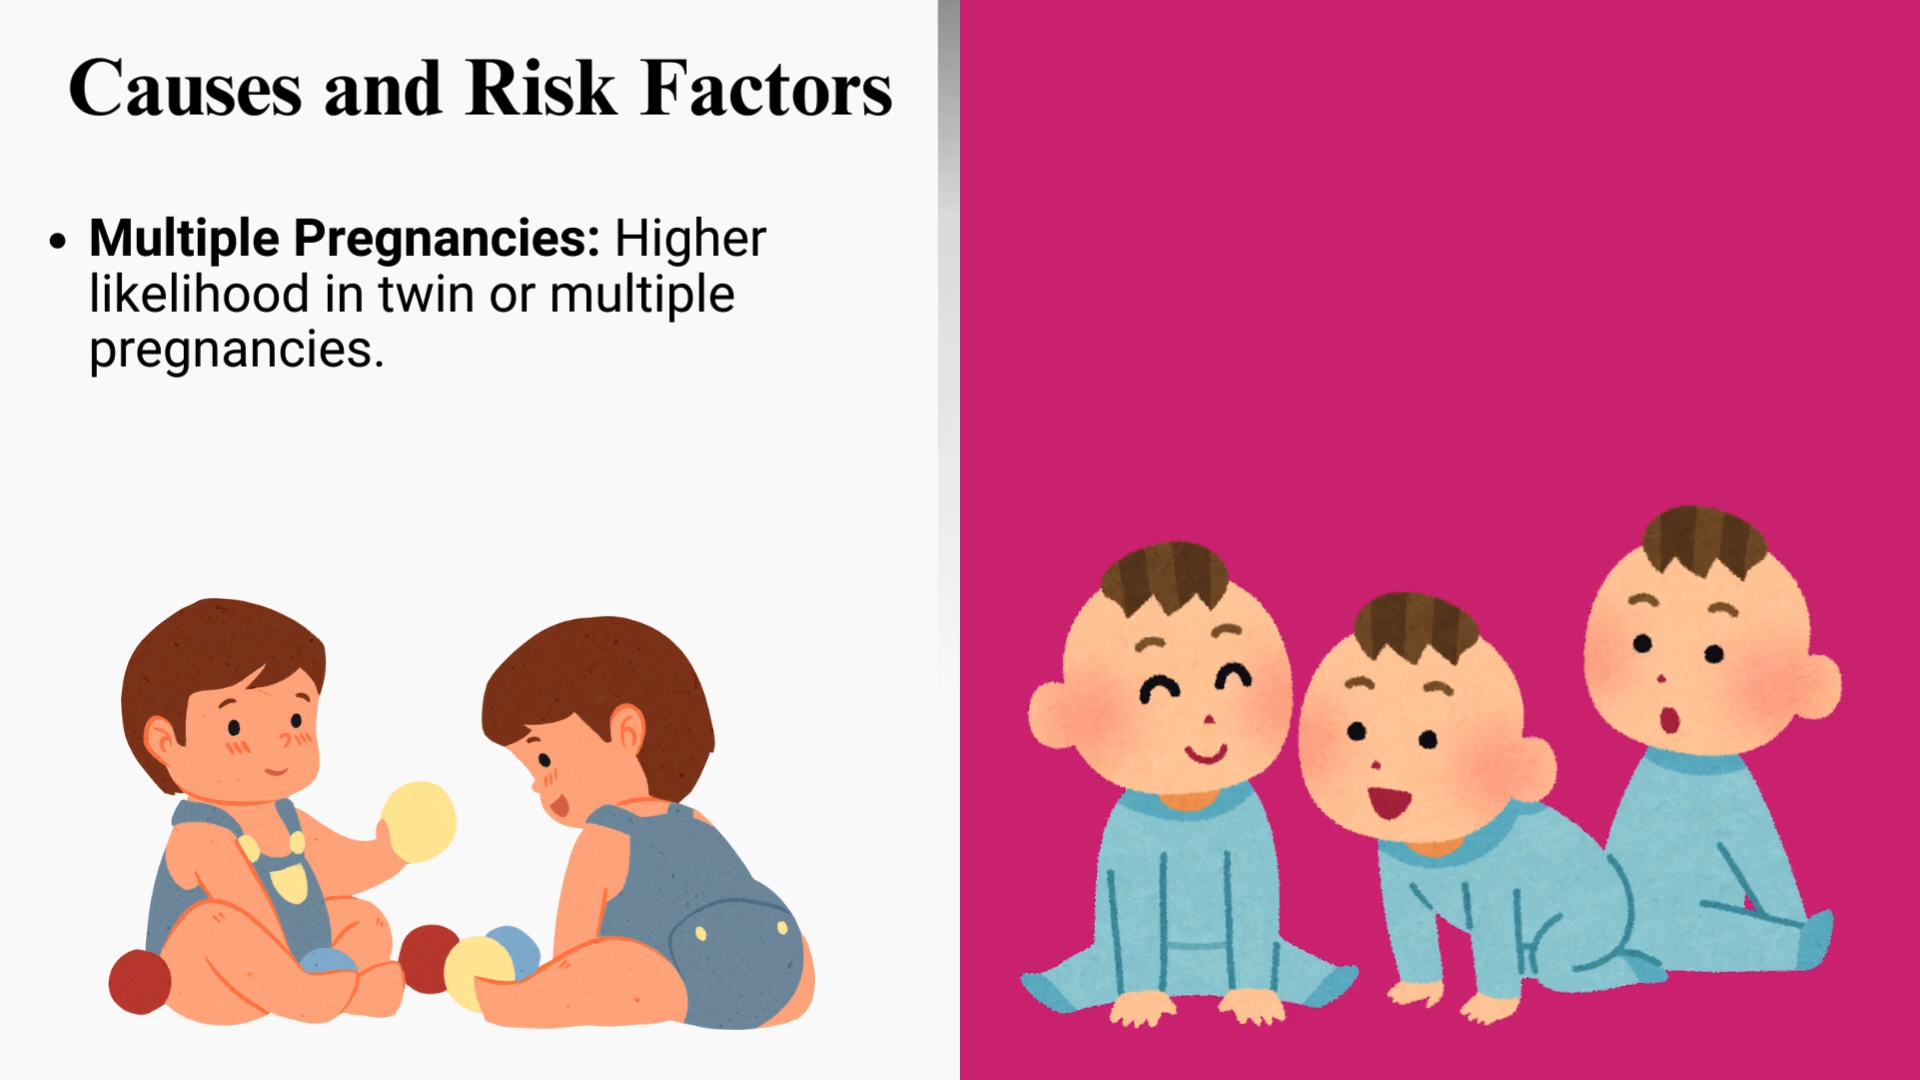 Causes and Risk Factors
• Multiple Pregnancies: Higher
likelihood in twin or multiple
pregnancies.